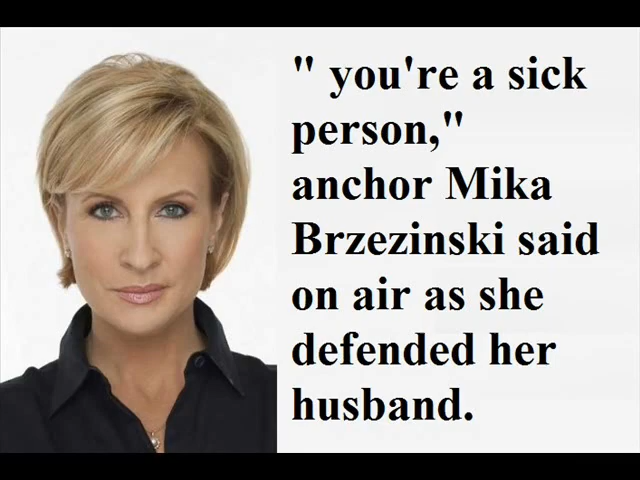 " you're a sick
person,"
anchor Mika
Brzezinski said
on air as she
defended her
husband.